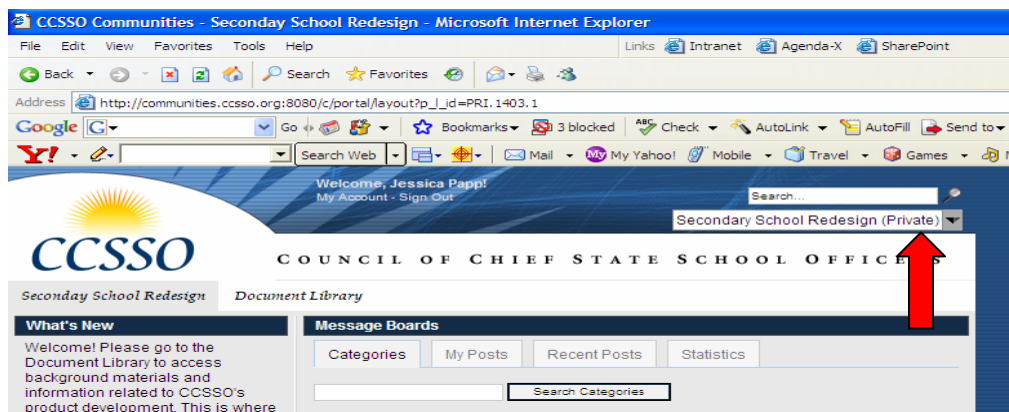 CCSSO Communities - Seconday School Redesign - Microsoft Internet Explorer
File Edit View Favorites Tools Help Links Intranet Agenda-X SharePoint
Back Search Favorites
Address http://communities.ccsso.org:8080/c/portal/layout?p_l_id=PRI.1403.1
Google G Go Bookmarks 3 blocked ABC Check AutoLink AutoFill Send to
Y! Search Web Mail My My Yahoo! Mobile Travel Games
Welcome, Jessica Papp!
My Account - Sign Out
Search...
Secondary School Redesign (Private)
CCSSO
COUNCIL OF CHIEF STATE SCHOOL OFFICERS
Seconday School Redesign Document Library
What's New
Welcome! Please go to the
Document Library to access
background materials and
information related to CCSSO's
product development. This is where
Message Boards
Categories My Posts Recent Posts Statistics
Search Categories